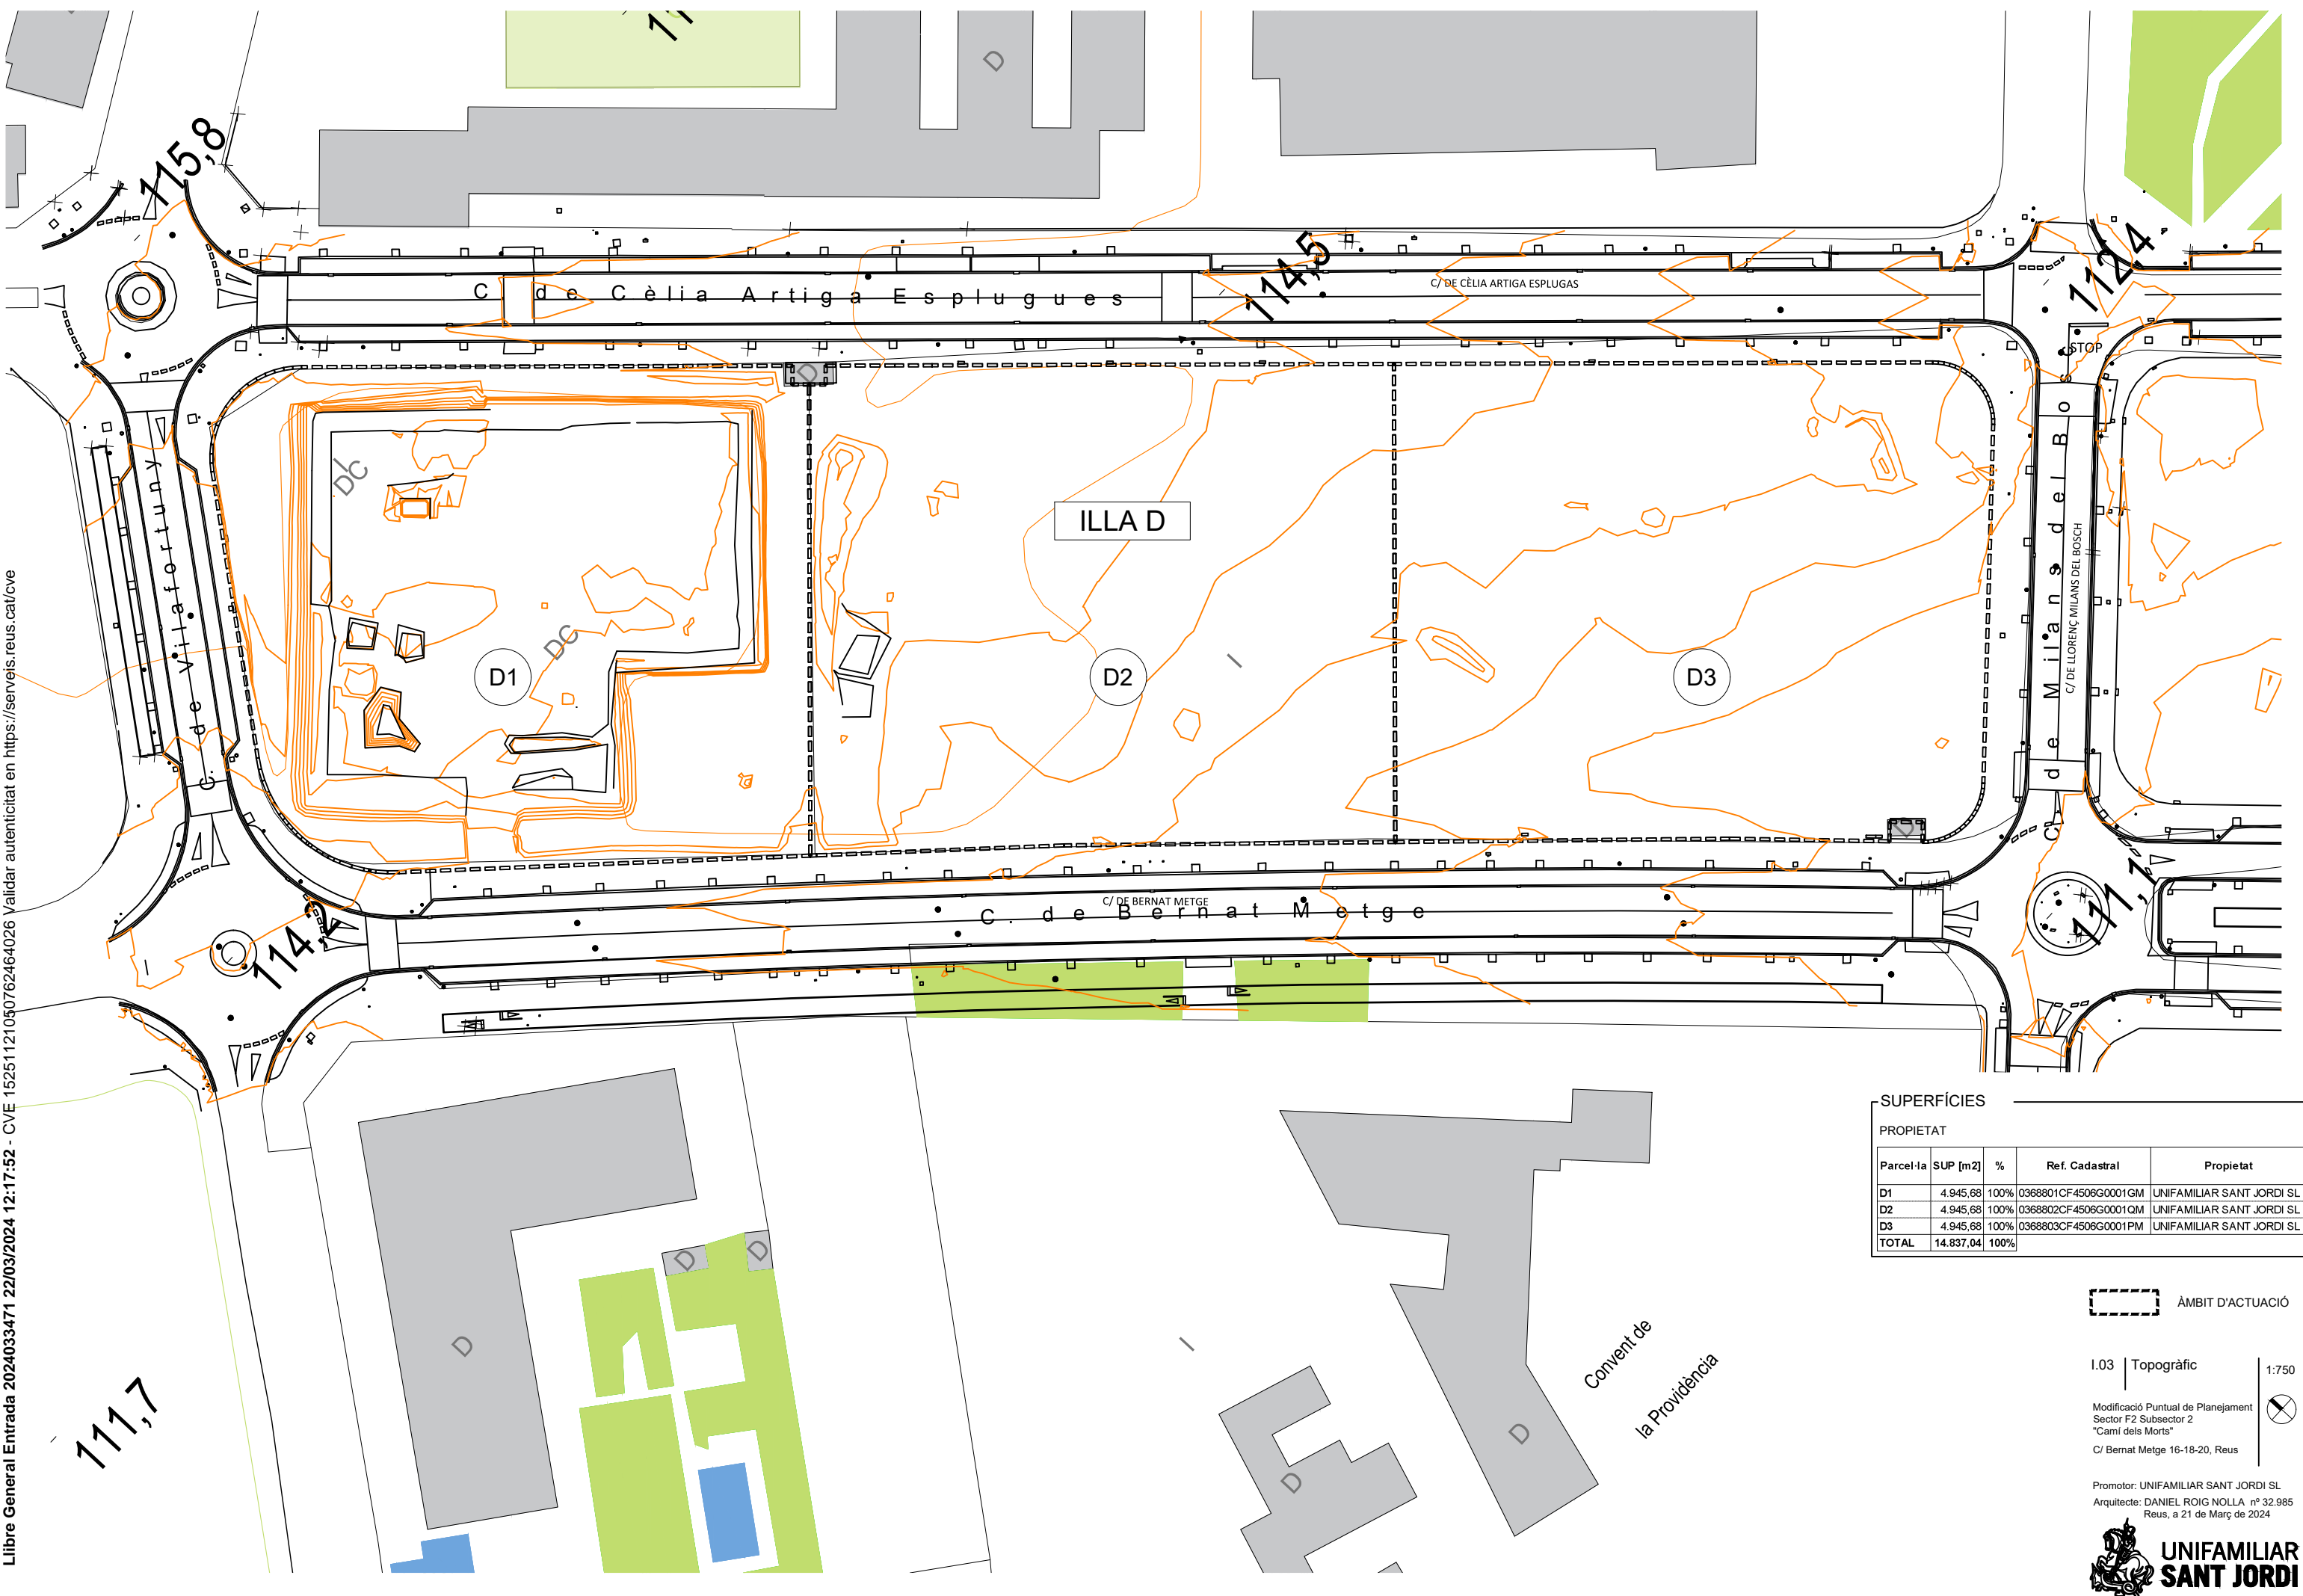 115,8
D
C de Cèlia Artiga Esplugues
114,5
C/ DE CÈLIA ARTIGA ESPLUGAS
112,4
STOP
D
I
DC
ILLA D
C. de Vilafortuny
C. de Milans del Bosc
C/ DE LLORENÇ MILANS DEL BOSCH
DC
D1
D2
I
D3
D
C/ DE BERNAT METGE
C. de Bernat Metge
111,1
I
Llibre General Entrada 2024033471 22/03/2024 12:17:52 - CVE 15251121050762464026 Validar autenticitat en https://serveis.reus.cat/cve
SUPERFÍCIES
PROPIETAT
Parcel·la SUP [m2] % Ref. Cadastral Propietat
D1 4.945,68 100% 0368801CF4506G0001GM UNIFAMILIAR SANT JORDI SL
D2 4.945,68 100% 0368802CF4506G0001QM UNIFAMILIAR SANT JORDI SL
D3 4.945,68 100% 0368803CF4506G0001PM UNIFAMILIAR SANT JORDI SL
TOTAL 14.837,04 100%
D
D
D
I
Convent de
la Providència
D
D
111,7
ÀMBIT D'ACTUACIÓ
I.03 Topogràfic 1:750
Modificació Puntual de Planejament
Sector F2 Subsector 2
"Camí dels Morts"
C/ Bernat Metge 16-18-20, Reus
Promotor: UNIFAMILIAR SANT JORDI SL
Arquitecte: DANIEL ROIG NOLLA nº 32.985
Reus, a 21 de Març de 2024
UNIFAMILIAR
SANT JORDI